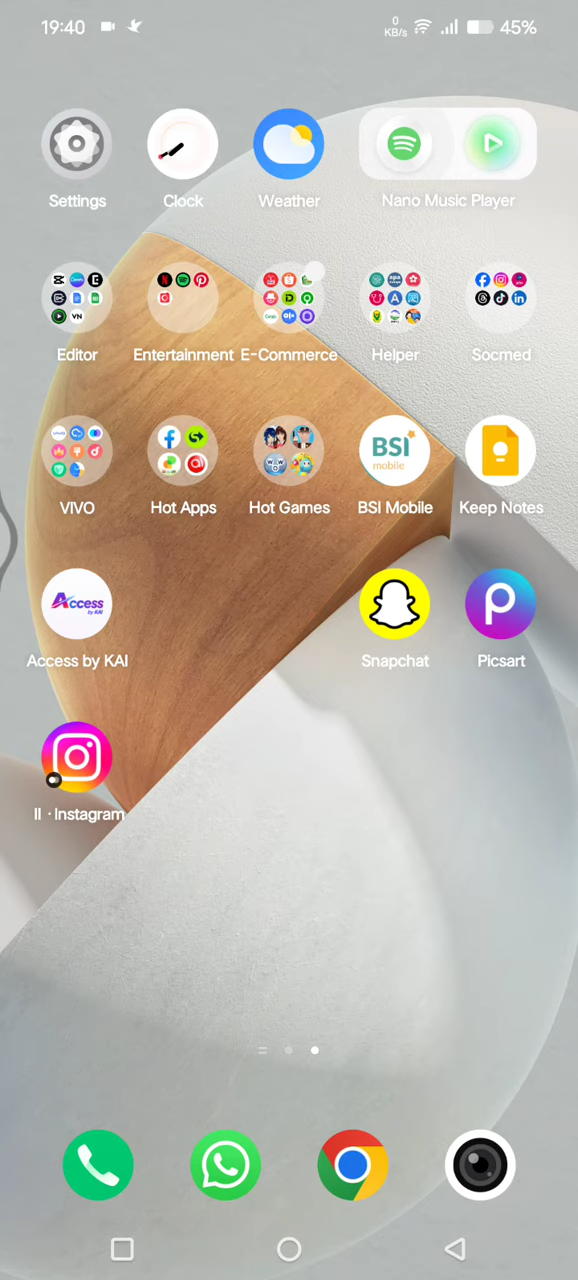 19:40
0
KB/s
45%
Settings
Clock
Weather
Nano Music Player
Editor
Entertainment
E-Commerce
Helper
Socmed
VIVO
Hot Apps
Hot Games
BSI
mobile
BSI Mobile
Keep Notes
Access
by KAI
Access by KAI
Snapchat
Picsart
II · Instagram